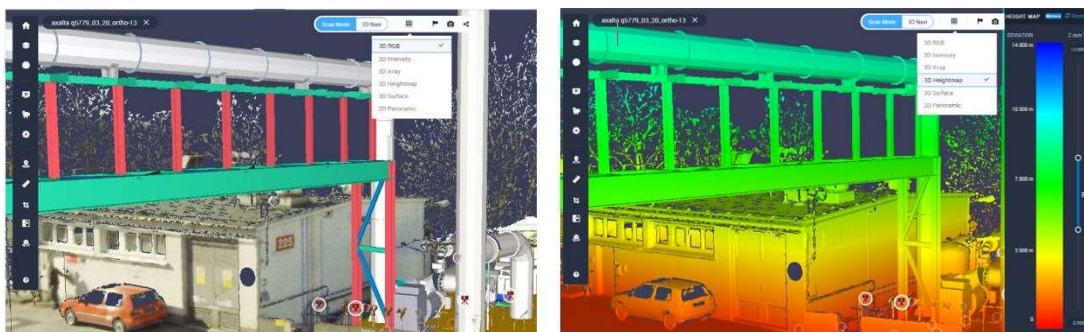 axalta q5779_03_20_ortho-13 ✕
Scan Mode 3D Navi
3D RGB
3D Intensity
3D Xray
3D Heightmap
3D Surface
2D Panoramic
225
axalta q5779_03_20_ortho-13 ✕
Scan Mode 3D Navi
HEIGHT MAP
DEVIATION
14.000 m
3D RGB
3D Intensity
3D Xray
3D Heightmap
3D Surface
2D Panoramic
10.500 m
7.000 m
3.500 m
0